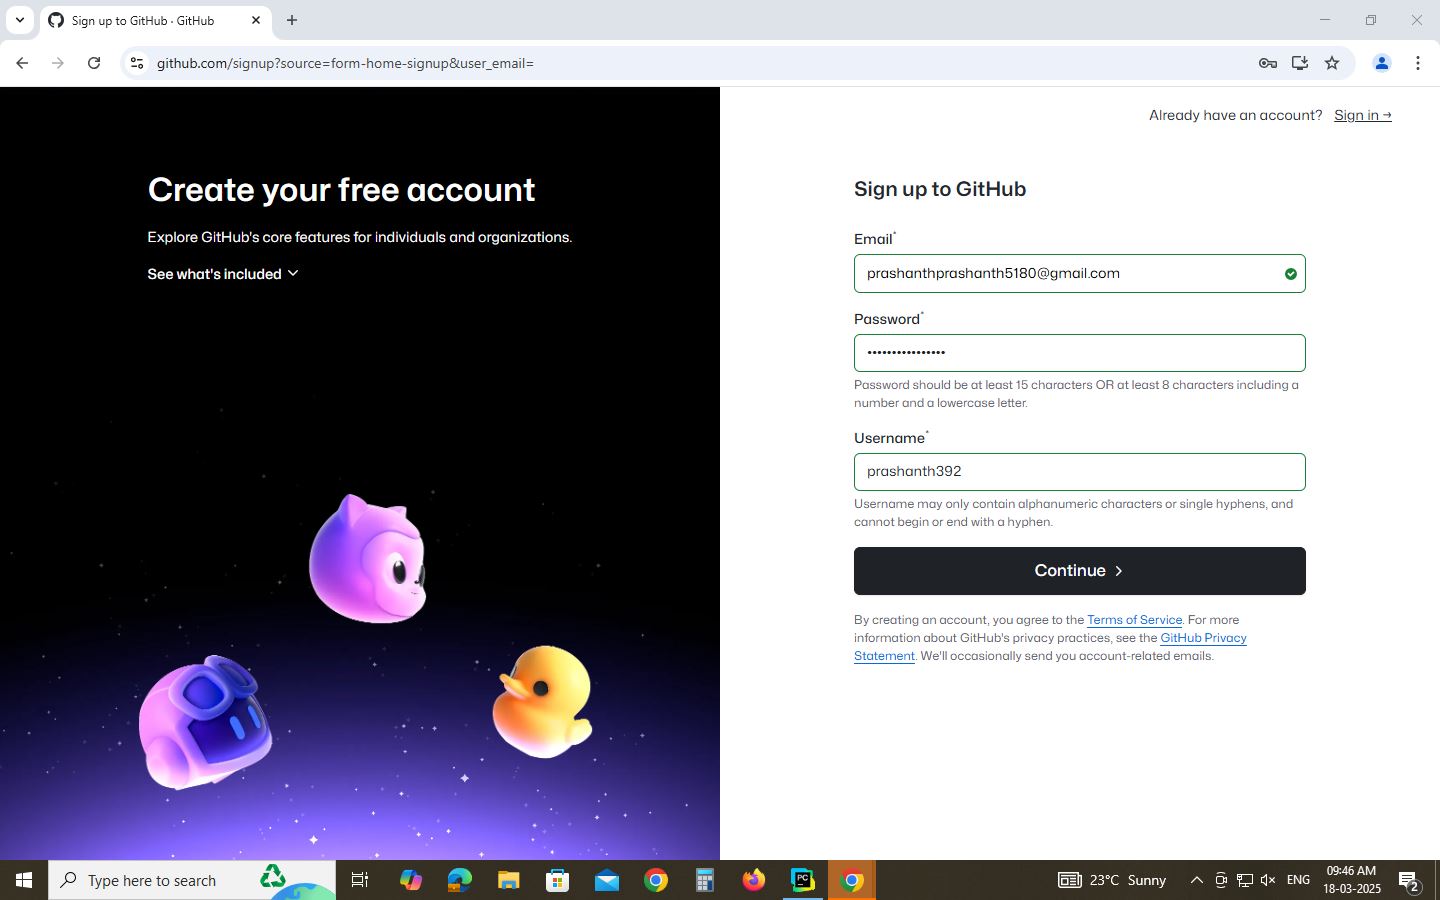 Sign up to GitHub · GitHub
github.com/signup?source=form-home-signup&user_email=
Already have an account? Sign in →
Create your free account
Explore GitHub's core features for individuals and organizations.
See what's included
Sign up to GitHub
Email*
prashanthprashanth5180@gmail.com
Password*
••••••••••••••••
Password should be at least 15 characters OR at least 8 characters including a
number and a lowercase letter.
Username*
prashanth392
Username may only contain alphanumeric characters or single hyphens, and
cannot begin or end with a hyphen.
Continue
By creating an account, you agree to the Terms of Service. For more
information about GitHub's privacy practices, see the GitHub Privacy
Statement. We'll occasionally send you account-related emails.
Type here to search
PC
23°C Sunny
ENG
09:46 AM
18-03-2025
2